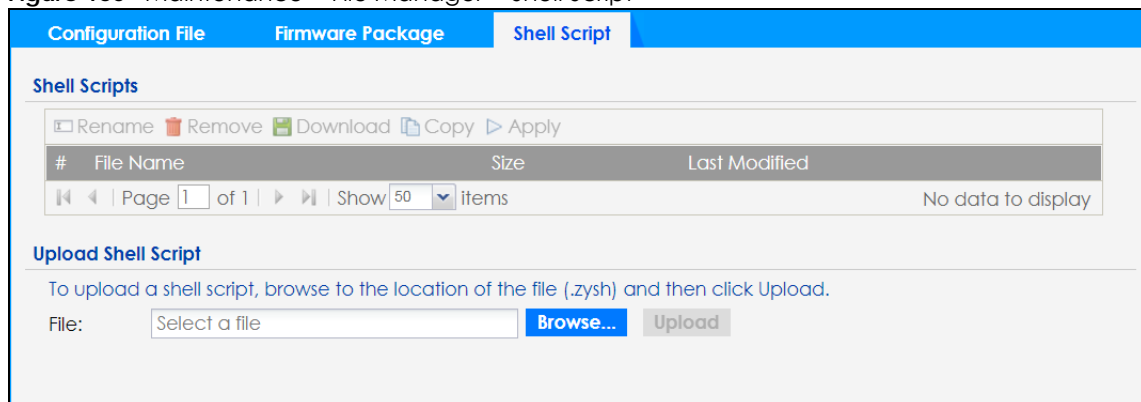 Configuration File Firmware Package Shell Script
Shell Scripts
Rename Remove Download Copy Apply
# File Name Size Last Modified
Page 1 of 1 Show 50 items No data to display
Upload Shell Script
To upload a shell script, browse to the location of the file (.zysh) and then click Upload.
File: Select a file Browse... Upload